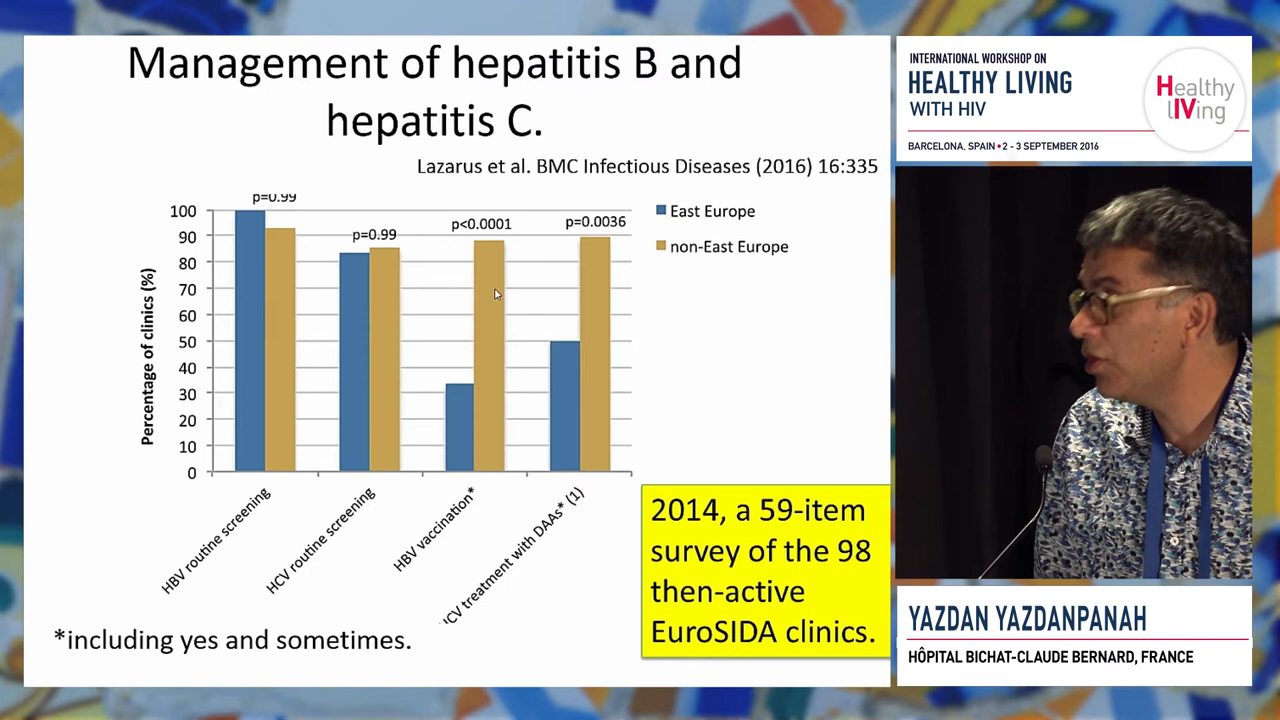 Management of hepatitis B and
hepatitis C.
Lazarus et al. BMC Infectious Diseases (2016) 16:335
p=0.99
p=0.99
p<0.0001
p=0.0036
East Europe
non-East Europe
Percentage of clinics (%)
100
90
80
70
60
50
40
30
20
10
0
HBV routine screening
HCV routine screening
HBV vaccination*
HCV treatment with DAAs* (1)
2014, a 59-item
survey of the 98
then-active
EuroSIDA clinics.
*including yes and sometimes.
INTERNATIONAL WORKSHOP ON
HEALTHY LIVING
WITH HIV
BARCELONA, SPAIN • 2 - 3 SEPTEMBER 2016
Healthy
lIVing
YAZDAN YAZDANPANAH
HÔPITAL BICHAT-CLAUDE BERNARD, FRANCE